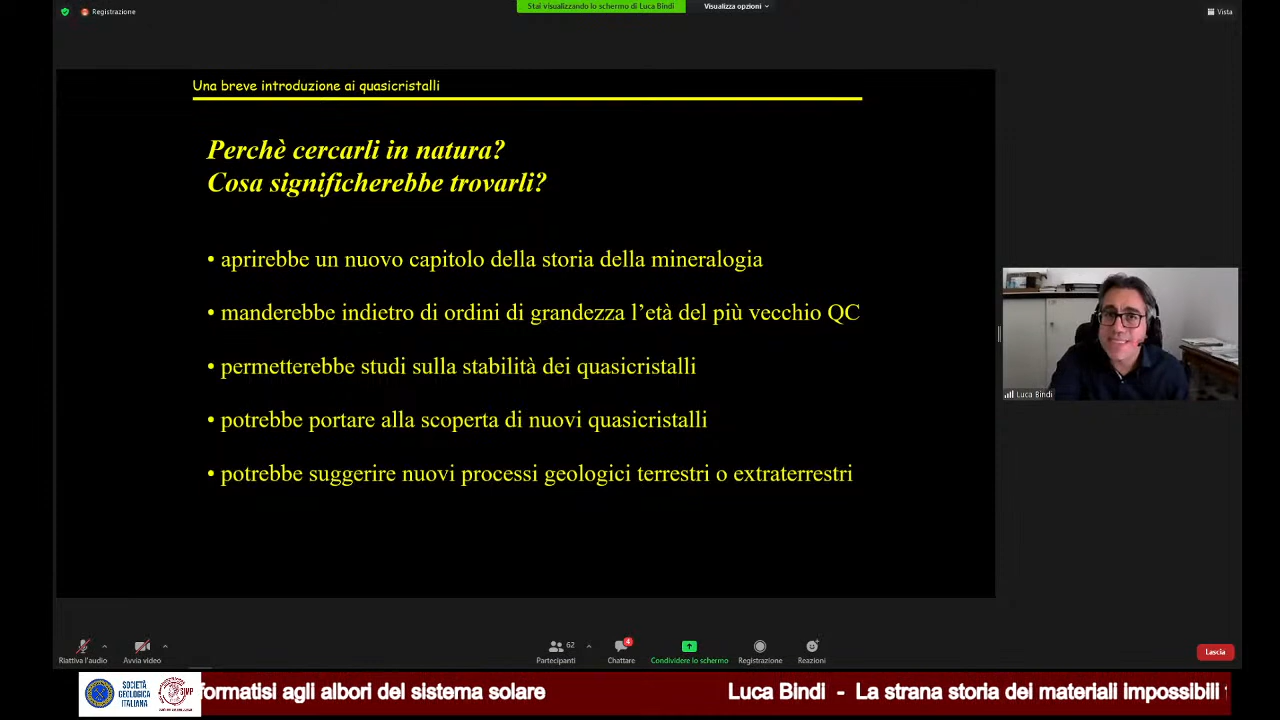 Registrazione
Stai visualizzando lo schermo di Luca Bindi
Visualizza opzioni
Vista
Una breve introduzione ai quasicristalli
Perchè cercarli in natura?
Cosa significherebbe trovarli?
• aprirebbe un nuovo capitolo della storia della mineralogia
• manderebbe indietro di ordini di grandezza l’età del più vecchio QC
• permetterebbe studi sulla stabilità dei quasicristalli
• potrebbe portare alla scoperta di nuovi quasicristalli
• potrebbe suggerire nuovi processi geologici terrestri o extraterrestri
Luca Bindi
Riattiva l'audio
Avvia video
62
Partecipanti
4
Chattare
Condividere lo schermo
Registrazione
Reazioni
Lascia
SOCIETÀ
GEOLOGICA
ITALIANA
SIMP
formatisi agli albori del sistema solare
Luca Bindi - La strana storia dei materiali impossibili